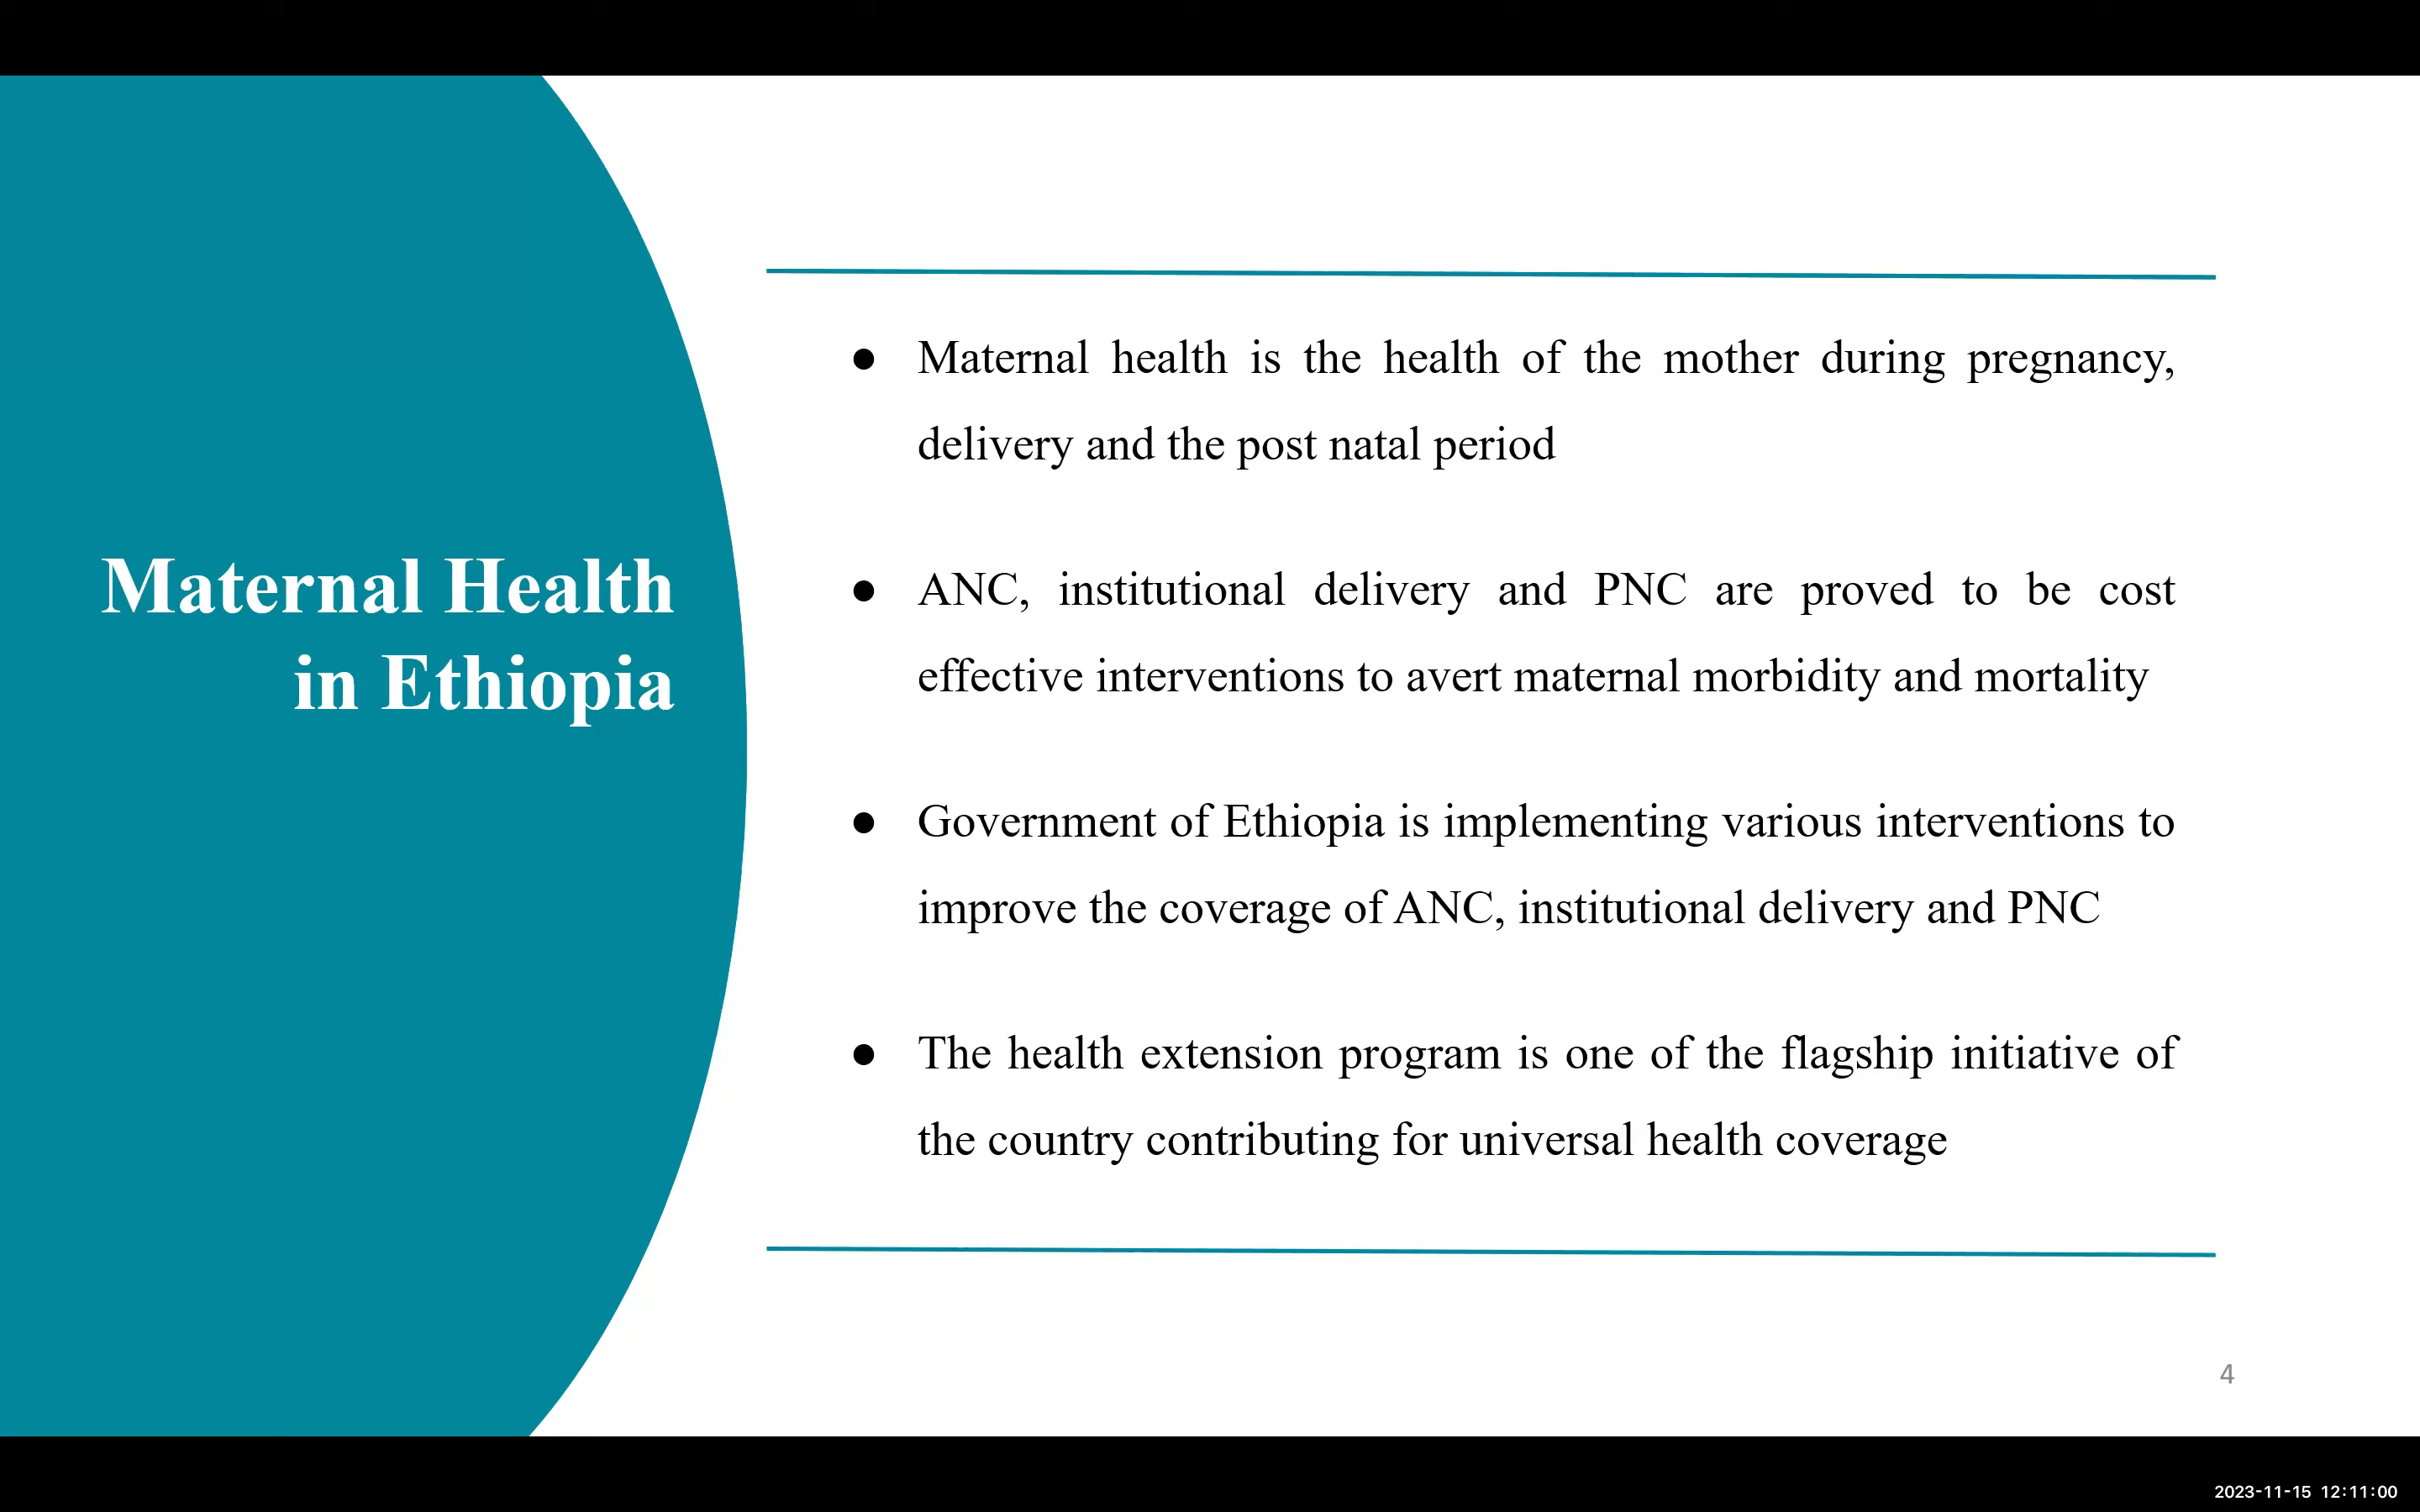 Maternal Health
in Ethiopia
● Maternal health is the health of the mother during pregnancy,
delivery and the post natal period
● ANC, institutional delivery and PNC are proved to be cost
effective interventions to avert maternal morbidity and mortality
● Government of Ethiopia is implementing various interventions to
improve the coverage of ANC, institutional delivery and PNC
● The health extension program is one of the flagship initiative of
the country contributing for universal health coverage
4
2023-11-15 12:11:00